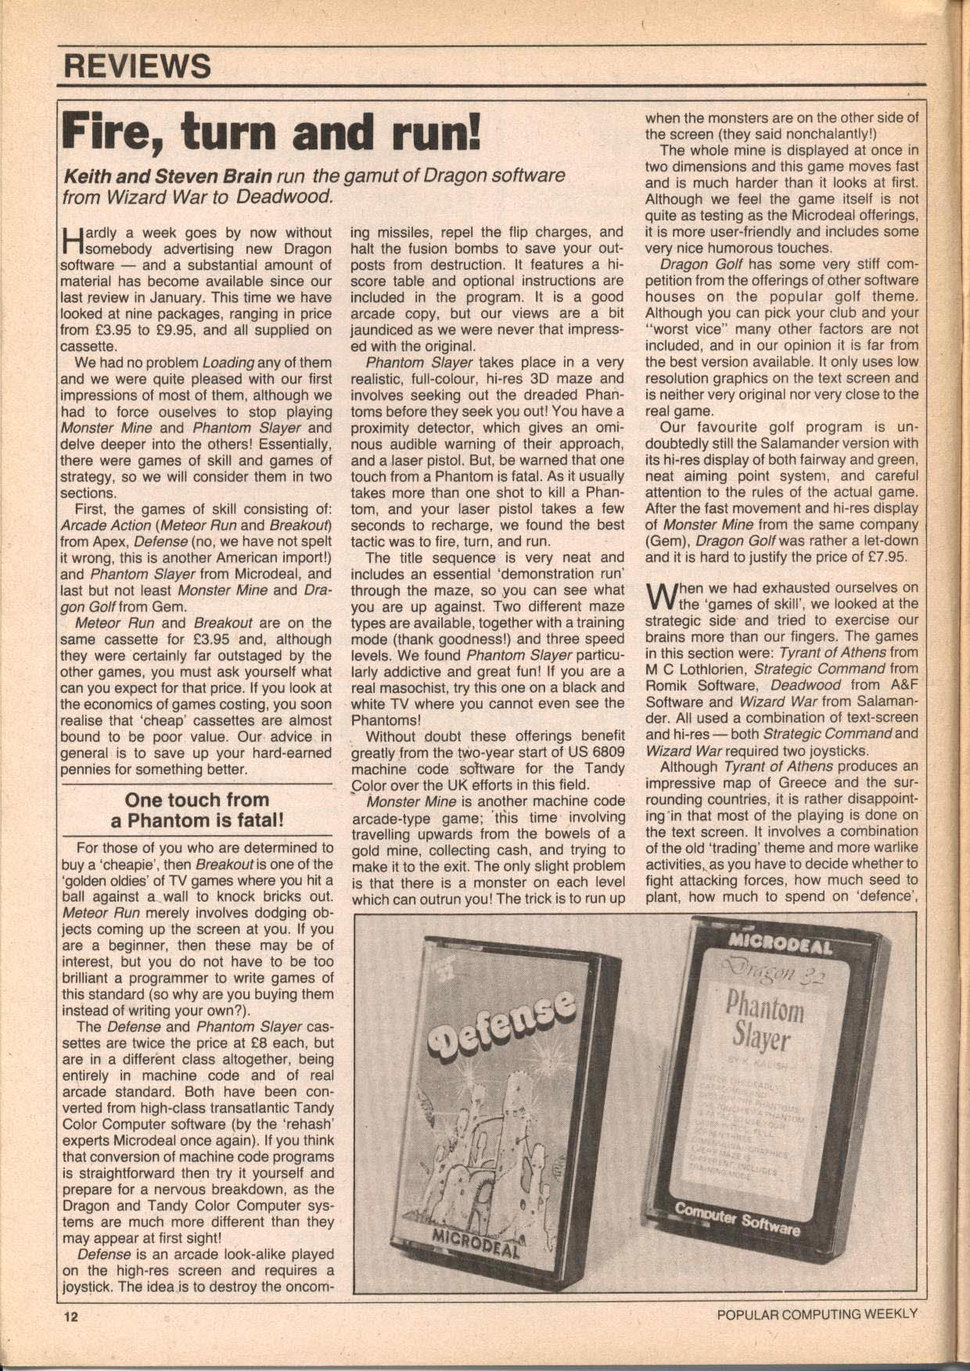 REVIEWS
Fire, turn and run!
Keith and Steven Brain run the gamut of Dragon software
from Wizard War to Deadwood.
Hardly a week goes by now without
somebody advertising new Dragon
software — and a substantial amount of
material has become available since our
last review in January. This time we have
looked at nine packages, ranging in price
from £3.95 to £9.95, and all supplied on
cassette.
We had no problem Loading any of them
and we were quite pleased with our first
impressions of most of them, although we
had to force ouselves to stop playing
Monster Mine and Phantom Slayer and
delve deeper into the others! Essentially,
there were games of skill and games of
strategy, so we will consider them in two
sections.
First, the games of skill consisting of:
Arcade Action (Meteor Run and Breakout)
from Apex, Defense (no, we have not spelt
it wrong, this is another American import!)
and Phantom Slayer from Microdeal, and
last but not least Monster Mine and Dra-
gon Golf from Gem.
Meteor Run and Breakout are on the
same cassette for £3.95 and, although
they were certainly far outstaged by the
other games, you must ask yourself what
can you expect for that price. If you look at
the economics of games costing, you soon
realise that 'cheap' cassettes are almost
bound to be poor value. Our advice in
general is to save up your hard-earned
pennies for something better.
One touch from
a Phantom is fatal!
For those of you who are determined to
buy a 'cheapie', then Breakout is one of the
'golden oldies' of TV games where you hit a
ball against a wall to knock bricks out.
Meteor Run merely involves dodging ob-
jects coming up the screen at you. If you
are a beginner, then these may be of
interest, but you do not have to be too
brilliant a programmer to write games of
this standard (so why are you buying them
instead of writing your own?).
The Defense and Phantom Slayer cas-
settes are twice the price at £8 each, but
are in a different class altogether, being
entirely in machine code and of real
arcade standard. Both have been con-
verted from high-class transatlantic Tandy
Color Computer software (by the 'rehash'
experts Microdeal once again). If you think
that conversion of machine code programs
is straightforward then try it yourself and
prepare for a nervous breakdown, as the
Dragon and Tandy Color Computer sys-
tems are much more different than they
may appear at first sight!
Defense is an arcade look-alike played
on the high-res screen and requires a
joystick. The idea is to destroy the oncom-
ing missiles, repel the flip charges, and
halt the fusion bombs to save your out-
posts from destruction. It features a hi-
score table and optional instructions are
included in the program. It is a good
arcade copy, but our views are a bit
jaundiced as we were never that impress-
ed with the original.
Phantom Slayer takes place in a very
realistic, full-colour, hi-res 3D maze and
involves seeking out the dreaded Phan-
toms before they seek you out! You have a
proximity detector, which gives an omi-
nous audible warning of their approach,
and a laser pistol. But, be warned that one
touch from a Phantom is fatal. As it usually
takes more than one shot to kill a Phan-
tom, and your laser pistol takes a few
seconds to recharge, we found the best
tactic was to fire, turn, and run.
The title sequence is very neat and
includes an essential 'demonstration run'
through the maze, so you can see what
you are up against. Two different maze
types are available, together with a training
mode (thank goodness!) and three speed
levels. We found Phantom Slayer particu-
larly addictive and great fun! If you are a
real masochist, try this one on a black and
white TV where you cannot even see the
Phantoms!
Without doubt these offerings benefit
greatly from the two-year start of US 6809
machine code software for the Tandy
Color over the UK efforts in this field.
Monster Mine is another machine code
arcade-type game; this time involving
travelling upwards from the bowels of a
gold mine, collecting cash, and trying to
make it to the exit. The only slight problem
is that there is a monster on each level
which can outrun you! The trick is to run up
when the monsters are on the other side of
the screen (they said nonchalantly!)
The whole mine is displayed at once in
two dimensions and this game moves fast
and is much harder than it looks at first.
Although we feel the game itself is not
quite as testing as the Microdeal offerings,
it is more user-friendly and includes some
very nice humorous touches.
Dragon Golf has some very stiff com-
petition from the offerings of other software
houses on the popular golf theme.
Although you can pick your club and your
"worst vice" many other factors are not
included, and in our opinion it is far from
the best version available. It only uses low
resolution graphics on the text screen and
is neither very original nor very close to the
real game.
Our favourite golf program is un-
doubtedly still the Salamander version with
its hi-res display of both fairway and green,
neat aiming point system, and careful
attention to the rules of the actual game.
After the fast movement and hi-res display
of Monster Mine from the same company
(Gem), Dragon Golf was rather a let-down
and it is hard to justify the price of £7.95.
When we had exhausted ourselves on
the 'games of skill', we looked at the
strategic side and tried to exercise our
brains more than our fingers. The games
in this section were: Tyrant of Athens from
M C Lothlorien, Strategic Command from
Romik Software, Deadwood from A&F
Software and Wizard War from Salaman-
der. All used a combination of text-screen
and hi-res — both Strategic Command and
Wizard War required two joysticks.
Although Tyrant of Athens produces an
impressive map of Greece and the sur-
rounding countries, it is rather disappoint-
ing in that most of the playing is done on
the text screen. It involves a combination
of the old 'trading' theme and more warlike
activities, as you have to decide whether to
fight attacking forces, how much seed to
plant, how much to spend on 'defence',
Defense
MICRODEAL
MICRODEAL
Dragon 32
Phantom
Slayer
Computer Software
12
POPULAR COMPUTING WEEKLY